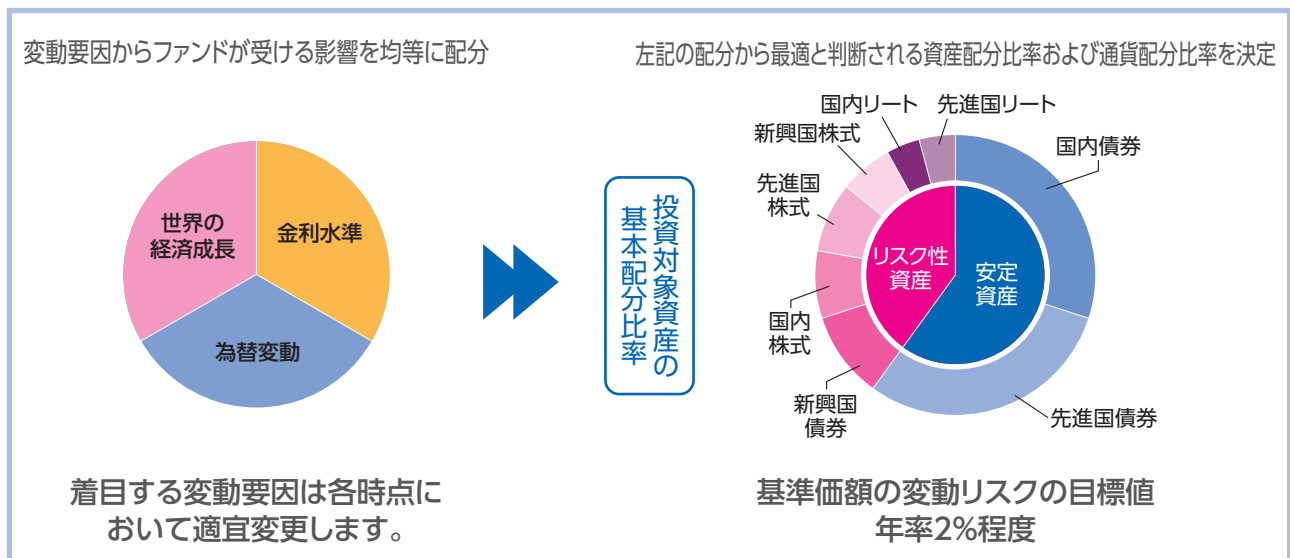 変動要因からファンドが受ける影響を均等に配分
世界の
経済成長
金利水準
為替変動
着目する変動要因は各時点に
おいて適宜変更します。
投資対象資産の
基本配分比率
左記の配分から最適と判断される資産配分比率および通貨配分比率を決定
国内リート
先進国リート
新興国株式
国内債券
先進国
株式
リスク性
資産
安定
資産
国内
株式
新興国
債券
先進国債券
基準価額の変動リスクの目標値
年率2%程度